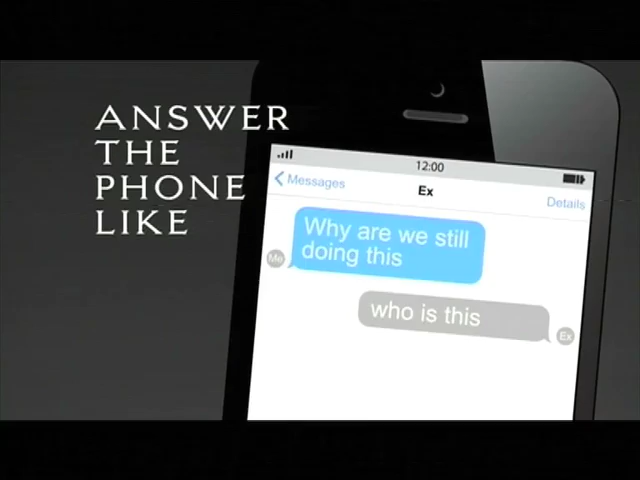 ANSWER
THE
PHONE
LIKE
12:00
Messages
Ex
Details
Why are we still
doing this
Me
who is this
Ex